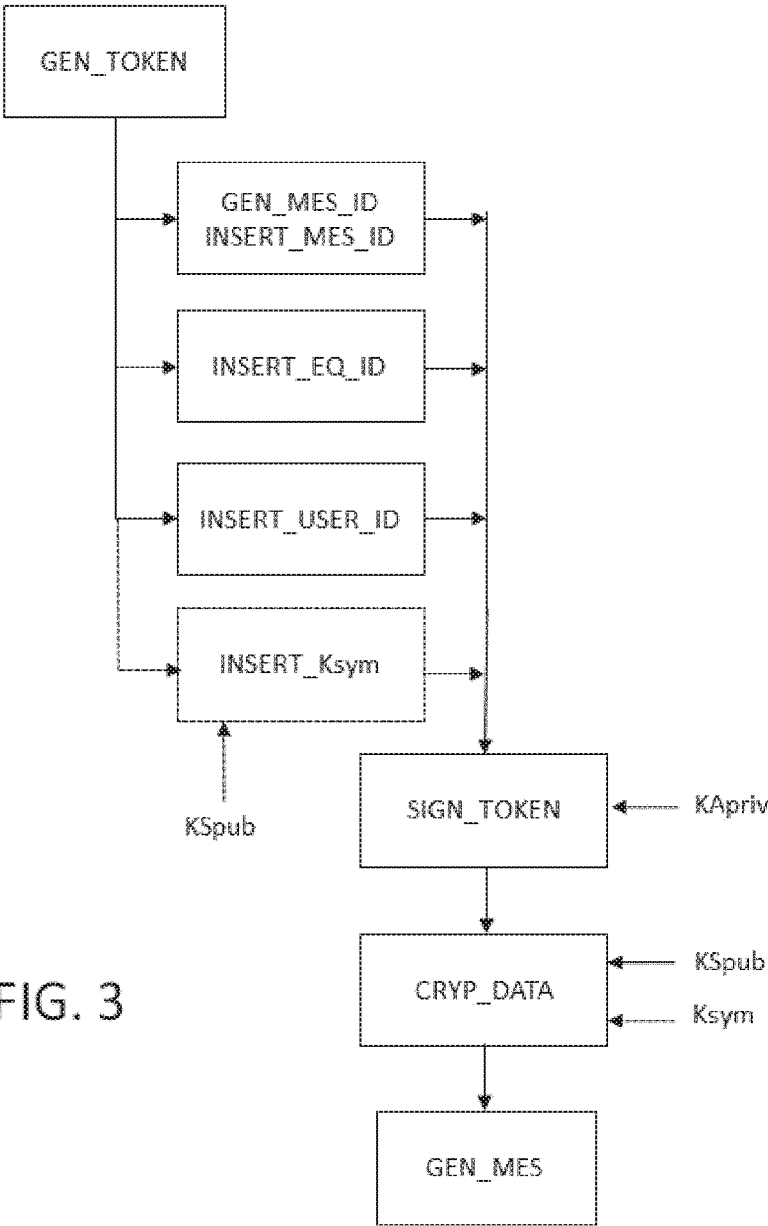 GEN_TOKEN
GEN_MES_ID
INSERT_MES_ID
INSERT_EQ_ID
INSERT_USER_ID
INSERT_Ksym
KSpub
SIGN_TOKEN
KApriv
CRYP_DATA
KSpub
Ksym
FIG. 3
GEN_MES